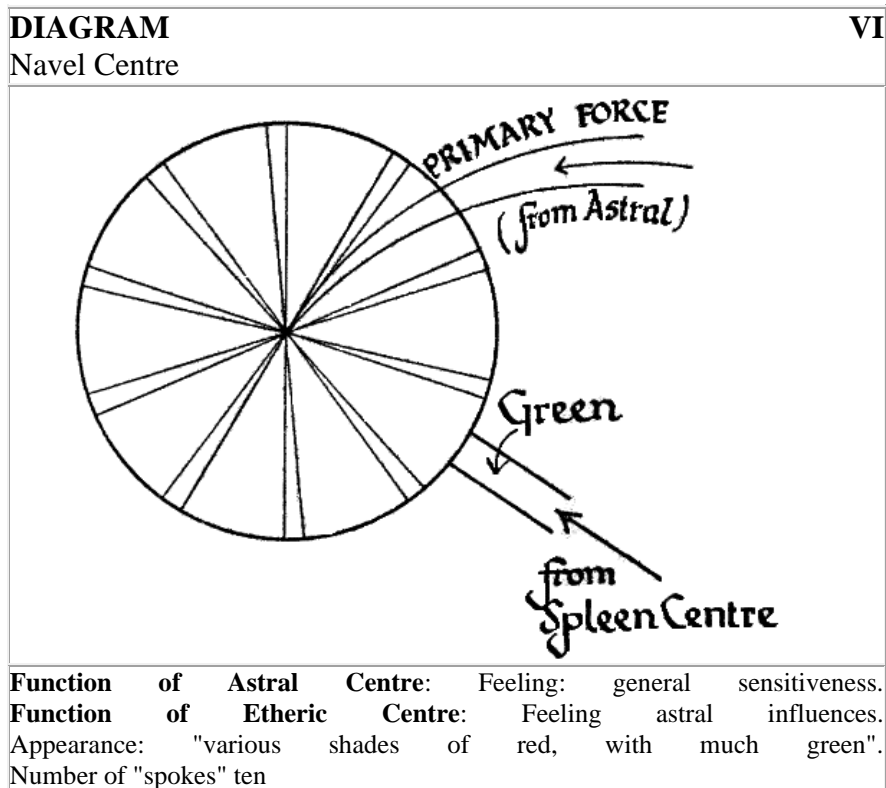 DIAGRAM VI
Navel Centre
PRIMARY FORCE
(from Astral)
Green
from
Spleen Centre
Function of Astral Centre: Feeling: general sensitiveness.
Function of Etheric Centre: Feeling astral influences.
Appearance: "various shades of red, with much green".
Number of "spokes" ten